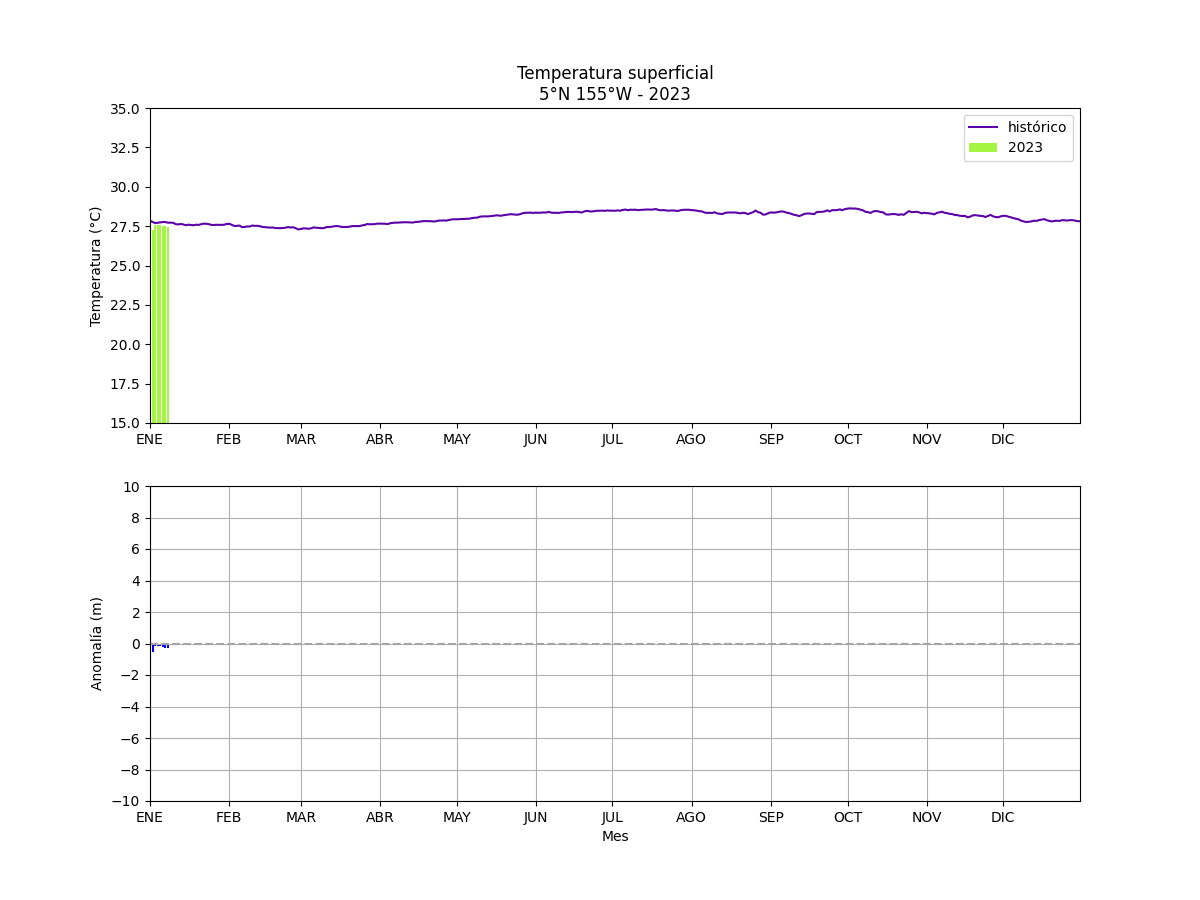 Temperatura superficial
5°N 155°W - 2023
35.0
32.5
30.0
27.5
25.0
22.5
20.0
17.5
15.0
Temperatura (°C)
histórico
2023
ENE FEB MAR ABR MAY JUN JUL AGO SEP OCT NOV DIC
10
8
6
4
2
0
−2
−4
−6
−8
−10
Anomalía (m)
ENE FEB MAR ABR MAY JUN JUL AGO SEP OCT NOV DIC
Mes